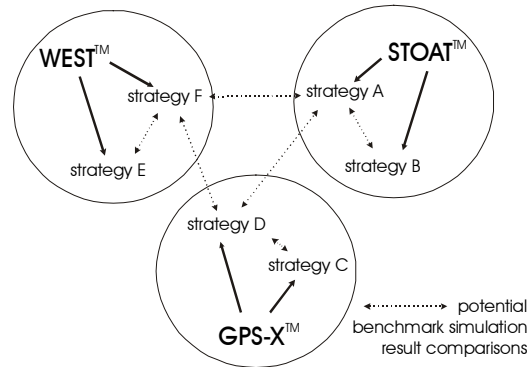 WEST™
STOAT™
strategy F
strategy A
strategy E
strategy B
strategy D
strategy C
GPS-X™
potential
benchmark simulation
result comparisons